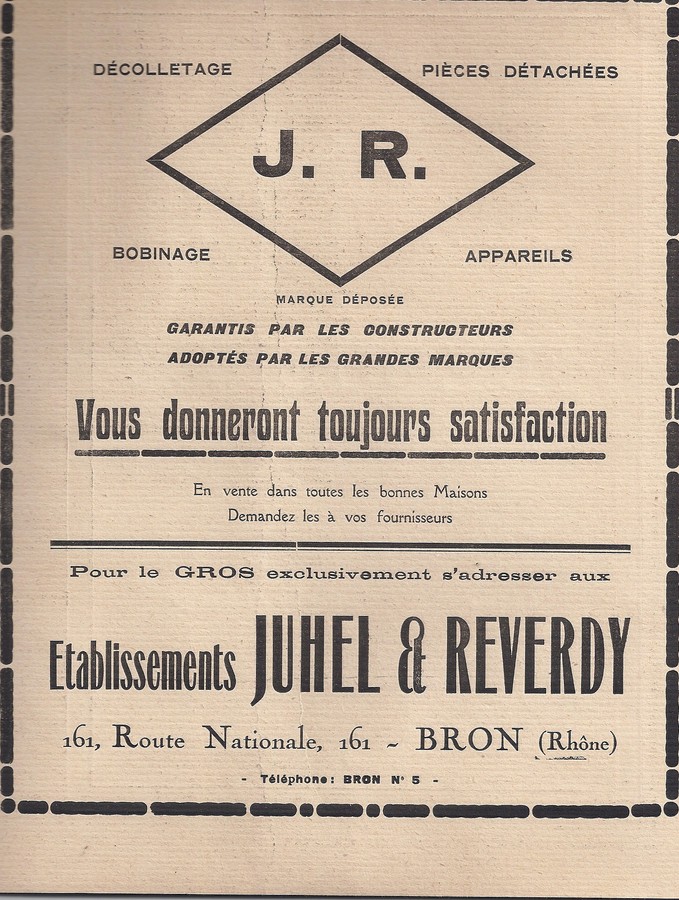 DÉCOLLETAGE PIÈCES DÉTACHÉES
J. R.
BOBINAGE APPAREILS
MARQUE DÉPOSÉE
GARANTIS PAR LES CONSTRUCTEURS
ADOPTÉS PAR LES GRANDES MARQUES
Vous donneront toujours satisfaction
En vente dans toutes les bonnes Maisons
Demandez les à vos fournisseurs
Pour le GROS exclusivement s'adresser aux
Etablissements JUHEL & REVERDY
161, Route Nationale, 161 - BRON (Rhône)
- Téléphone : BRON N° 5 -